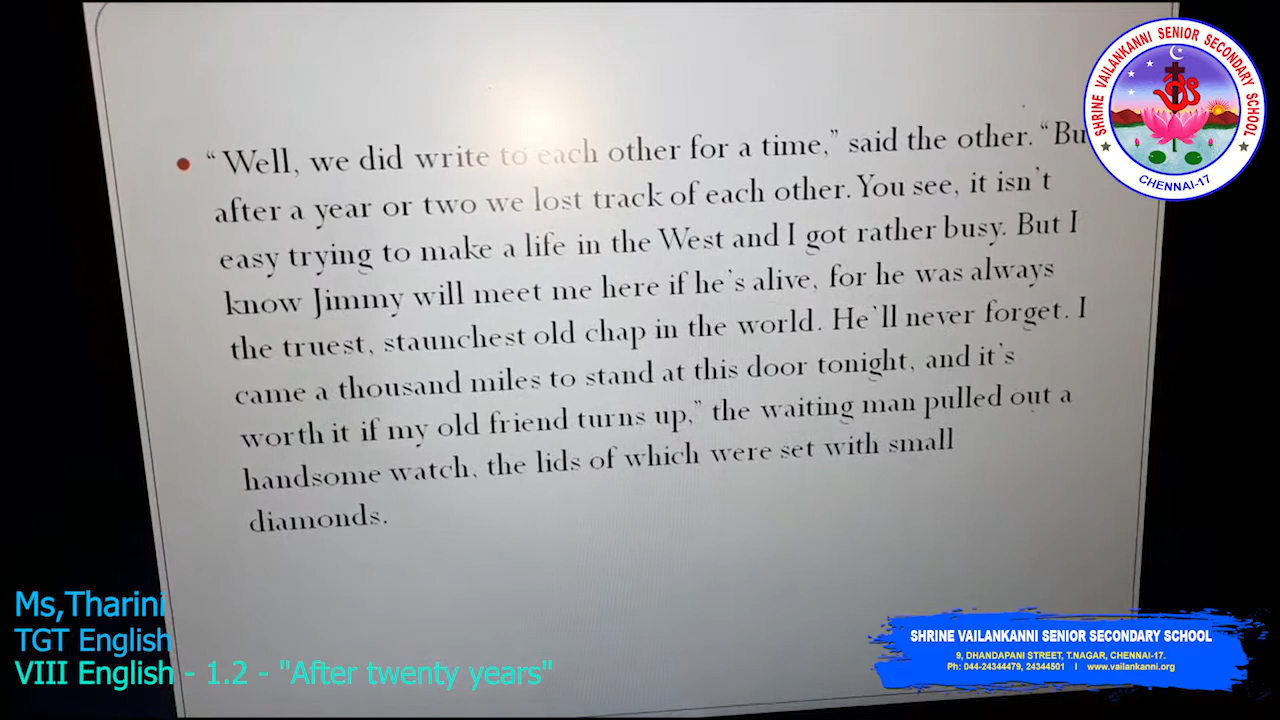 • “Well, we did write to each other for a time,” said the other. “Bu
after a year or two we lost track of each other. You see, it isn’t
easy trying to make a life in the West and I got rather busy. But I
know Jimmy will meet me here if he’s alive, for he was always
the truest, staunchest old chap in the world. He’ll never forget. I
came a thousand miles to stand at this door tonight, and it’s
worth it if my old friend turns up,” the waiting man pulled out a
handsome watch, the lids of which were set with small
diamonds.
SHRINE VAILANKANNI SENIOR SECONDARY SCHOOL
CHENNAI-17
Ms,Tharini
TGT English
VIII English - 1.2 - "After twenty years"
SHRINE VAILANKANNI SENIOR SECONDARY SCHOOL
9, DHANDAPANI STREET, T.NAGAR, CHENNAI-17.
Ph: 044-24344479, 24344501 I www.vailankanni.org